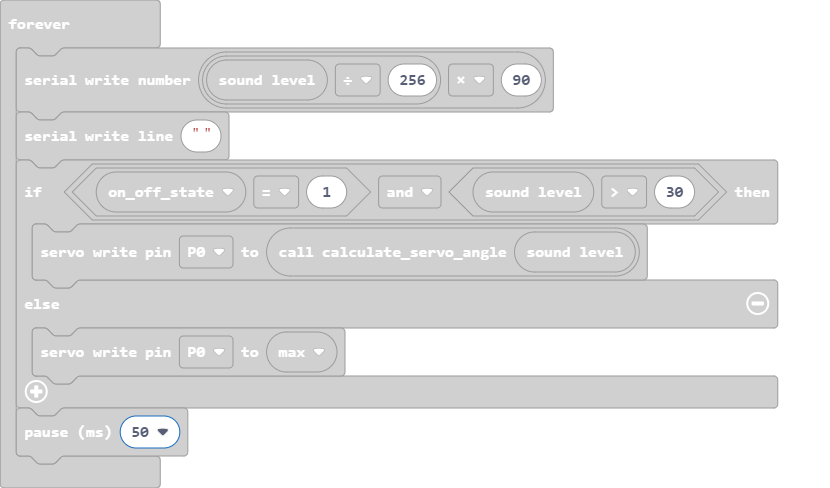 forever
serial write number sound level ÷ 256 × 90
serial write line " "
if on_off_state = 1 and sound level > 30 then
servo write pin P0 to call calculate_servo_angle sound level
else
servo write pin P0 to max
pause (ms) 50